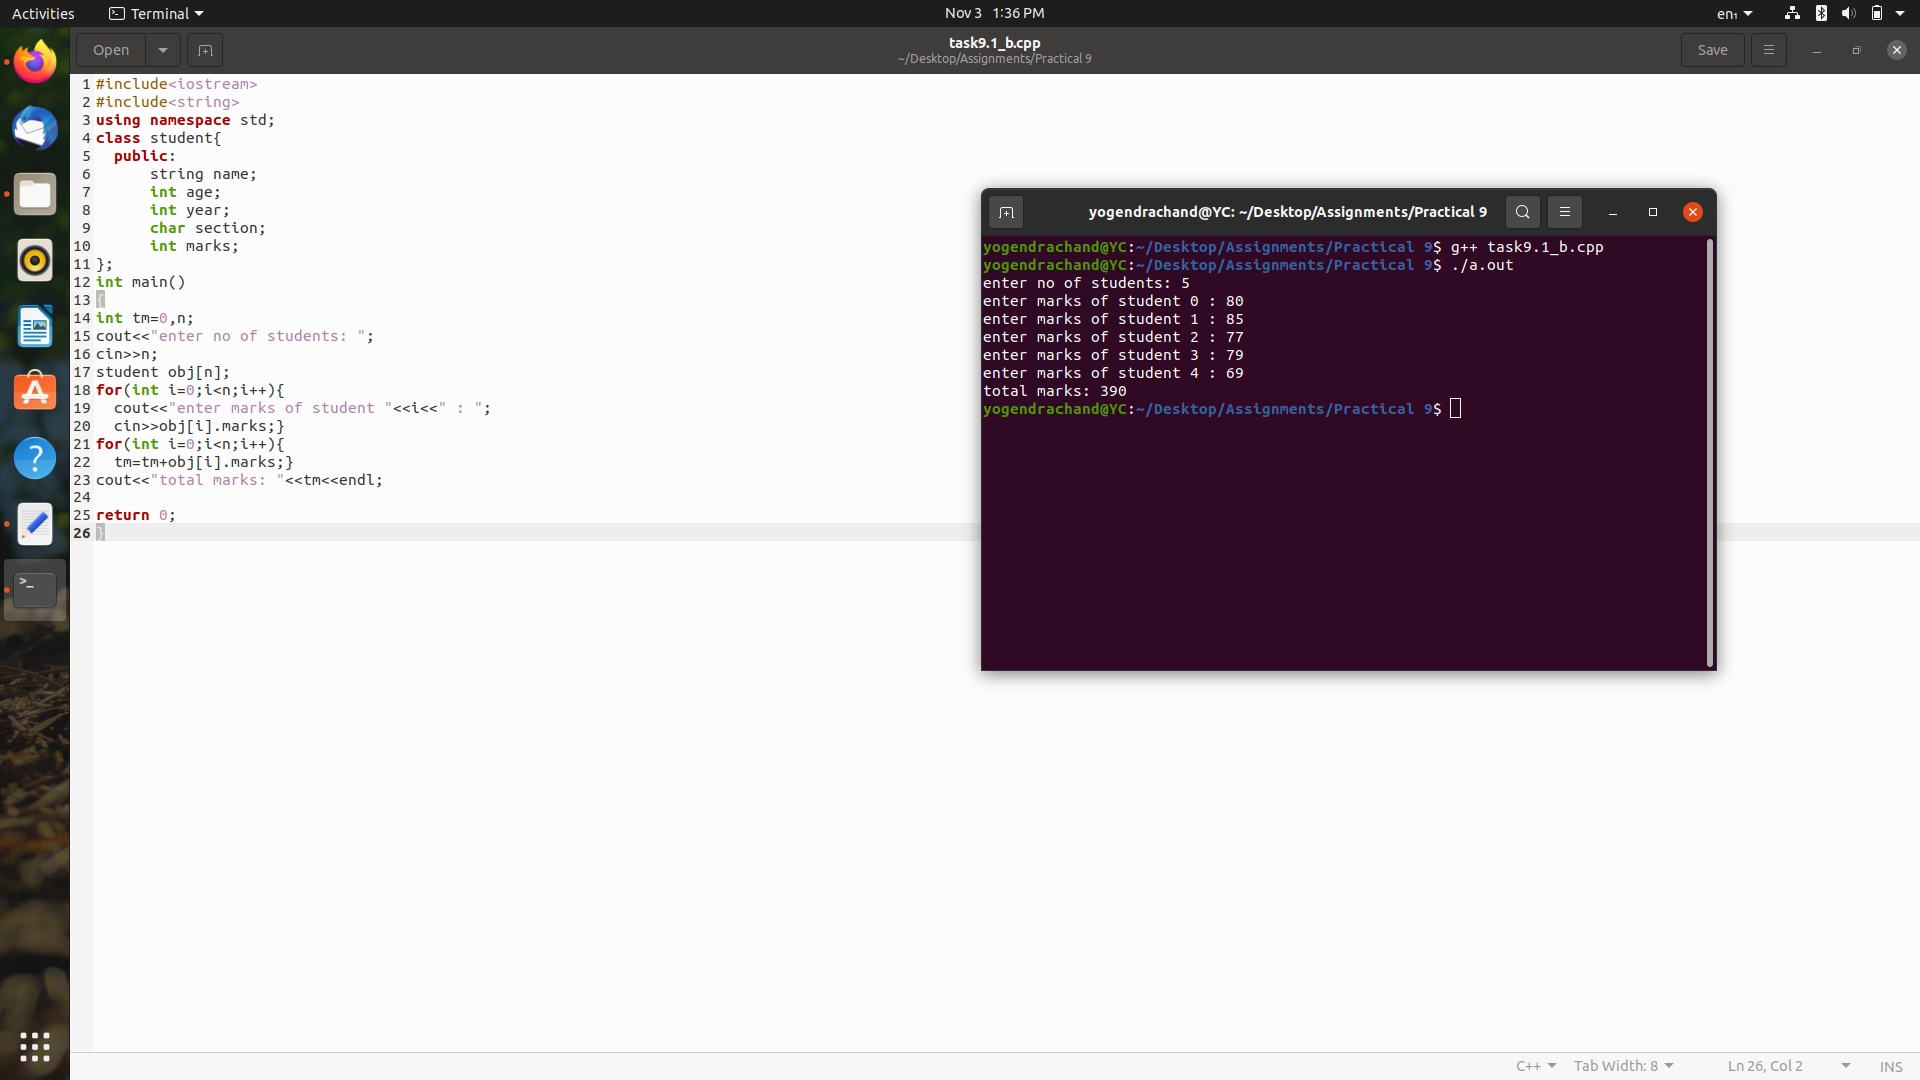 Activities
Terminal
Nov 3 1:36 PM
en₁
Open
task9.1_b.cpp
~/Desktop/Assignments/Practical 9
Save
1 #include<iostream>
2 #include<string>
3 using namespace std;
4 class student{
5   public:
6       string name;
7       int age;
8       int year;
9       char section;
10       int marks;
11 };
12 int main()
13 {
14 int tm=0,n;
15 cout<<"enter no of students: ";
16 cin>>n;
17 student obj[n];
18 for(int i=0;i<n;i++){
19   cout<<"enter marks of student "<<i<<" : ";
20   cin>>obj[i].marks;}
21 for(int i=0;i<n;i++){
22   tm=tm+obj[i].marks;}
23 cout<<"total marks: "<<tm<<endl;
24
25 return 0;
26 }
yogendrachand@YC: ~/Desktop/Assignments/Practical 9
yogendrachand@YC:~/Desktop/Assignments/Practical 9$ g++ task9.1_b.cpp
yogendrachand@YC:~/Desktop/Assignments/Practical 9$ ./a.out
enter no of students: 5
enter marks of student 0 : 80
enter marks of student 1 : 85
enter marks of student 2 : 77
enter marks of student 3 : 79
enter marks of student 4 : 69
total marks: 390
yogendrachand@YC:~/Desktop/Assignments/Practical 9$
C++
Tab Width: 8
Ln 26, Col 2
INS